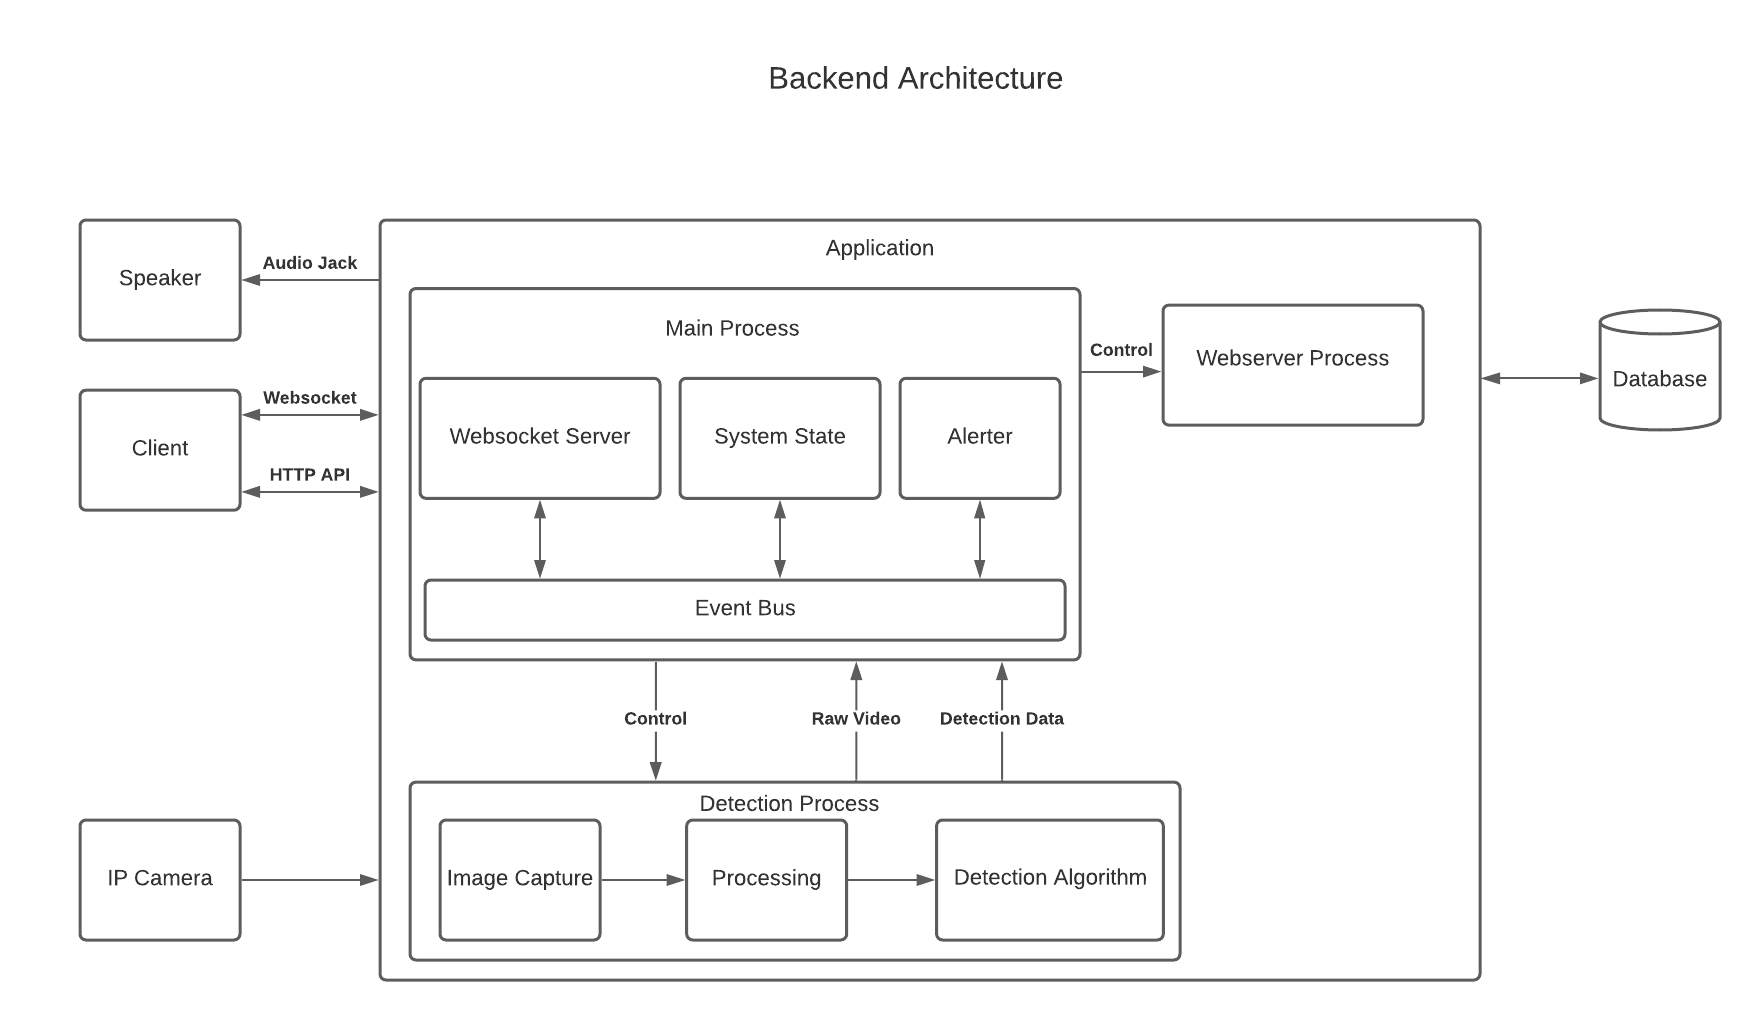 Backend Architecture
Application
Speaker
Audio Jack
Main Process
Control
Webserver Process
Database
Client
Websocket
HTTP API
Websocket Server
System State
Alerter
Event Bus
Control
Raw Video
Detection Data
Detection Process
IP Camera
Image Capture
Processing
Detection Algorithm